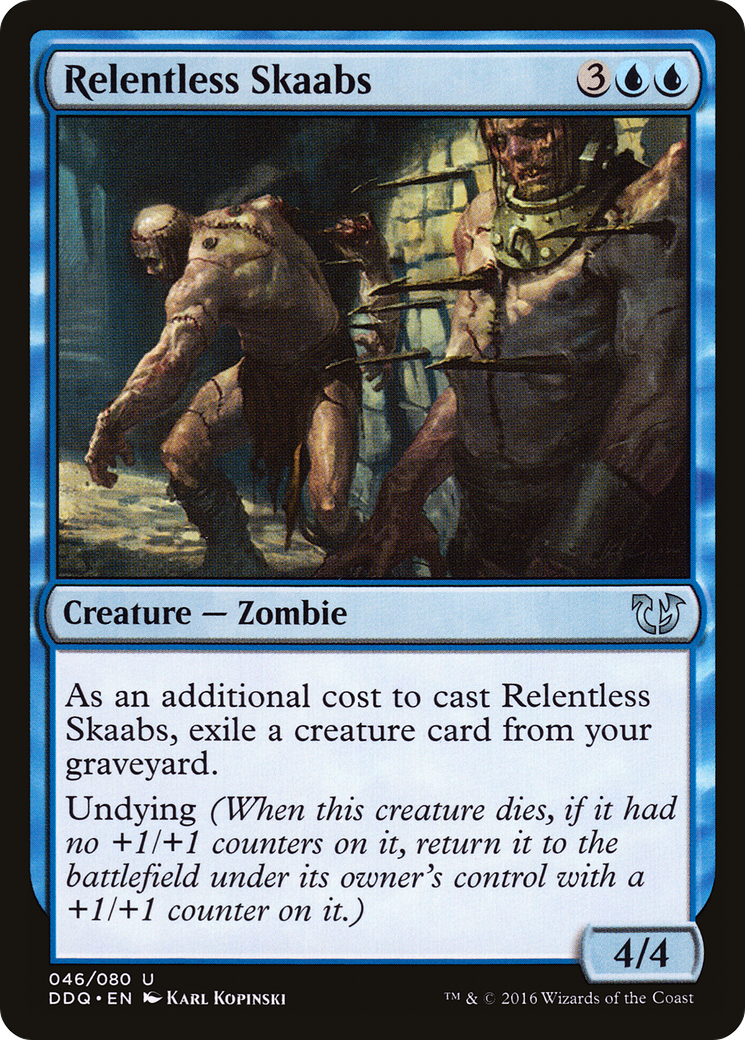 Relentless Skaabs 3
Creature — Zombie
As an additional cost to cast Relentless
Skaabs, exile a creature card from your
graveyard.
Undying (When this creature dies, if it had
no +1/+1 counters on it, return it to the
battlefield under its owner's control with a
+1/+1 counter on it.)
4/4
046/080 U
DDQ • EN Karl Kopinski
™ & © 2016 Wizards of the Coast